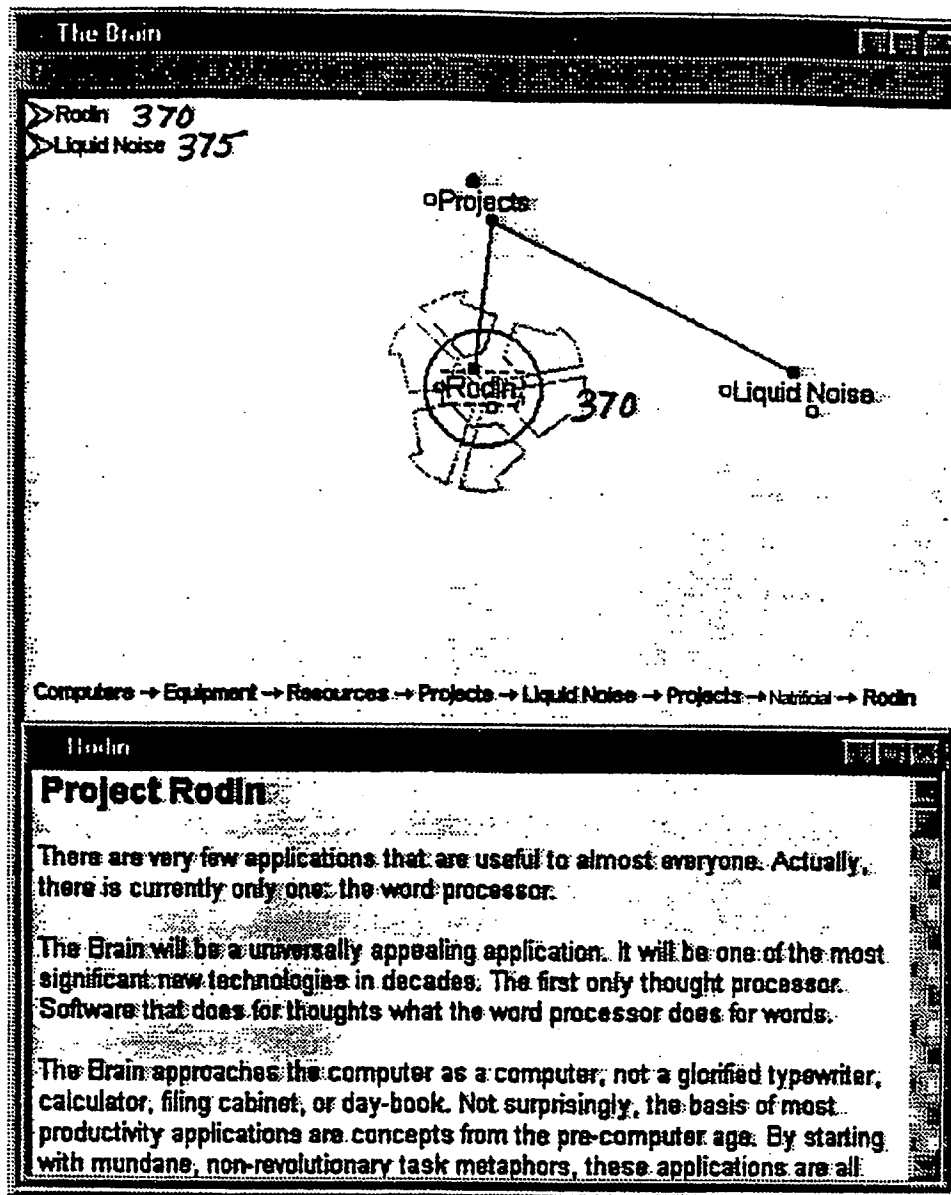 The Brain
Rodin 370
Liquid Noise 375
Projects
Rodin
370
Liquid Noise
Computers → Equipment → Resources → Projects → Liquid Noise → Projects → Natrificial → Rodin
Rodin
Project Rodin
There are very few applications that are useful to almost everyone. Actually,
there is currently only one: the word processor.
The Brain will be a universally appealing application. It will be one of the most
significant new technologies in decades. The first only thought processor.
Software that does for thoughts what the word processor does for words.
The Brain approaches the computer as a computer, not a glorified typewriter,
calculator, filing cabinet, or day-book. Not surprisingly, the basis of most
productivity applications are concepts from the pre-computer age. By starting
with mundane, non-revolutionary task metaphors, these applications are all